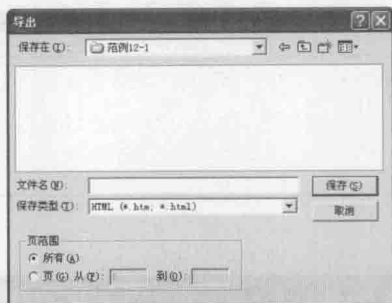 导出
保存在(I): 范例12-1
文件名(N): 保存(S)
保存类型(T): HTML (*.htm; *.html) 取消
页范围
所有(A)
页(G) 从(F): 到(O):